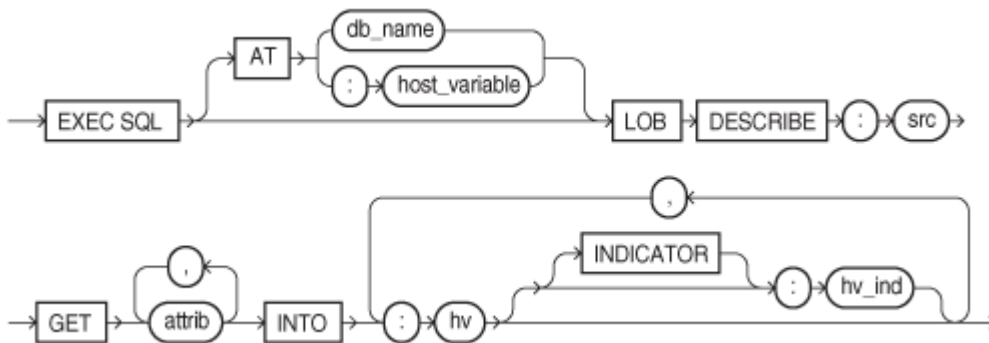 AT db_name
: host_variable
EXEC SQL LOB DESCRIBE : src
,
, INDICATOR : hv_ind
GET attrib INTO : hv